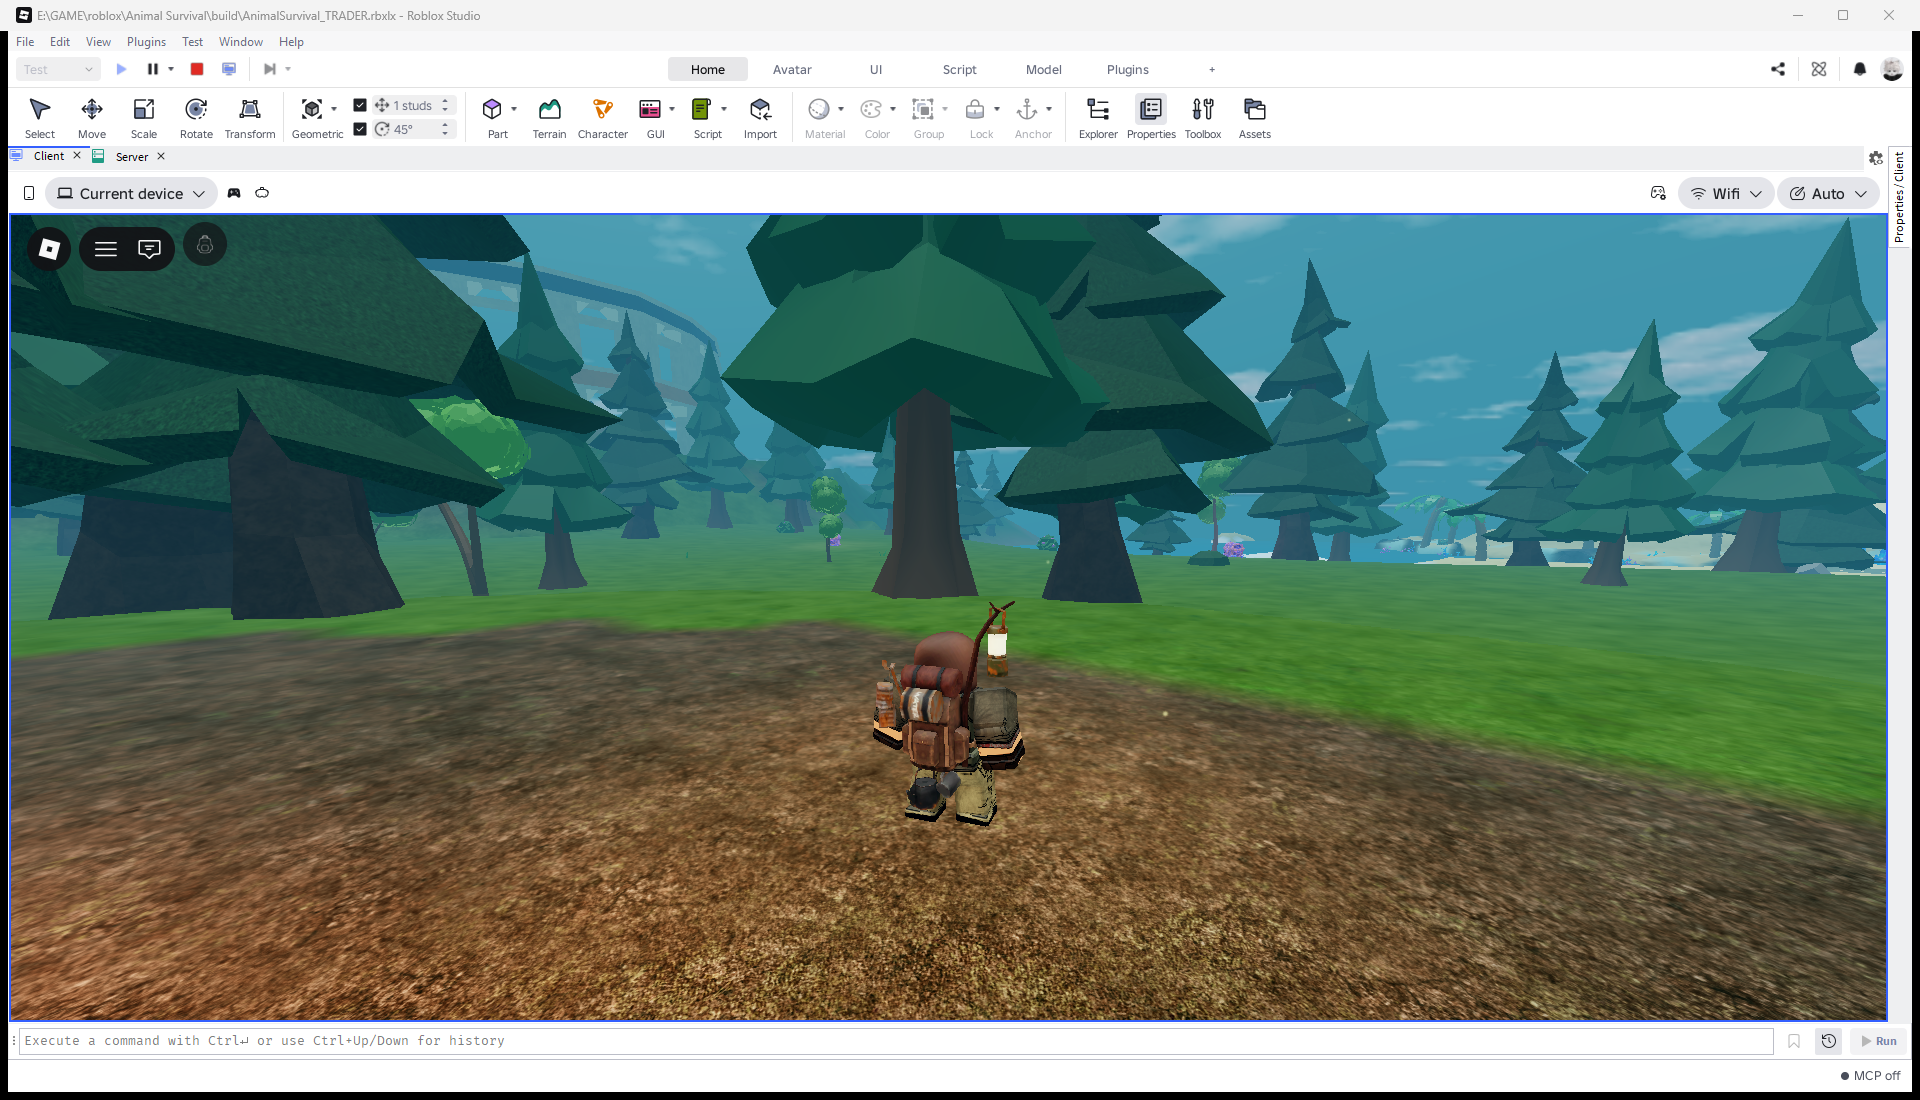 E:\GAME\roblox\Animal Survival\build\AnimalSurvival_TRADER.rbxlx - Roblox Studio
File Edit View Plugins Test Window Help
Test Home Avatar UI Script Model Plugins +
1 studs
45°
Select Move Scale Rotate Transform Geometric Part Terrain Character GUI Script Import Material Color Group Lock Anchor Explorer Properties Toolbox Assets
Client Server
Properties / Client
Current device Wifi Auto
Execute a command with Ctrl↵ or use Ctrl+Up/Down for history
Run
MCP off